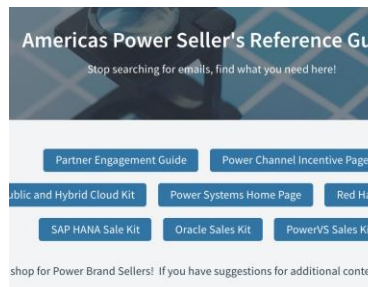 Americas Power Seller's Reference Gu
Stop searching for emails, find what you need here!
Partner Engagement Guide Power Channel Incentive Page
ublic and Hybrid Cloud Kit Power Systems Home Page Red Ha
SAP HANA Sale Kit Oracle Sales Kit PowerVS Sales Ki
shop for Power Brand Sellers! If you have suggestions for additional conte